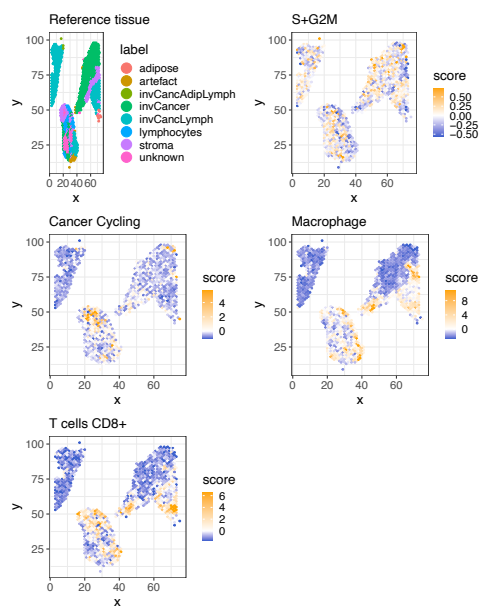 Reference tissue
100
75
50
25
y
0 20 40 60
x
label
adipose
artefact
invCancAdipLymph
invCancer
invCancLymph
lymphocytes
stroma
unknown
S+G2M
100
75
50
25
y
0 20 40 60
x
score
0.50
0.25
0.00
−0.25
−0.50
Cancer Cycling
100
75
50
25
y
0 20 40 60
x
score
4
2
0
Macrophage
100
75
50
25
y
0 20 40 60
x
score
8
4
0
T cells CD8+
100
75
50
25
y
0 20 40 60
x
score
6
4
2
0